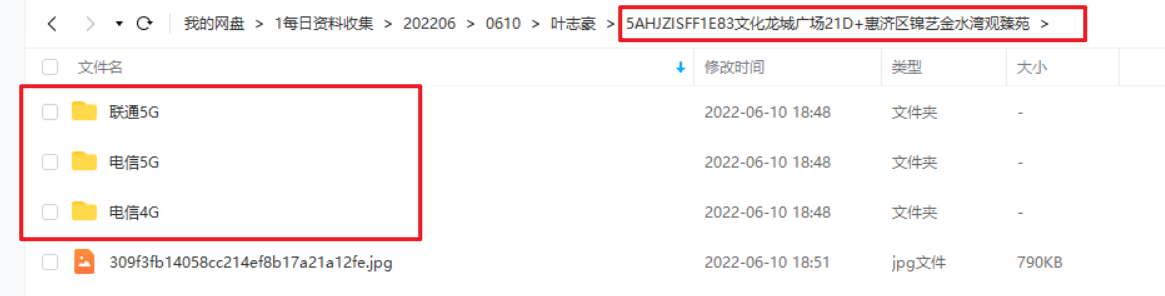 我的网盘 > 1每日资料收集 > 202206 > 0610 > 叶志豪 > 5AHJZISFF1E83文化龙城广场21D+惠济区锦艺金水湾观臻苑 >
文件名 修改时间 类型 大小
联通5G 2022-06-10 18:48 文件夹 -
电信5G 2022-06-10 18:48 文件夹 -
电信4G 2022-06-10 18:48 文件夹 -
309f3fb14058cc214ef8b17a21a12fe.jpg 2022-06-10 18:51 jpg文件 790KB